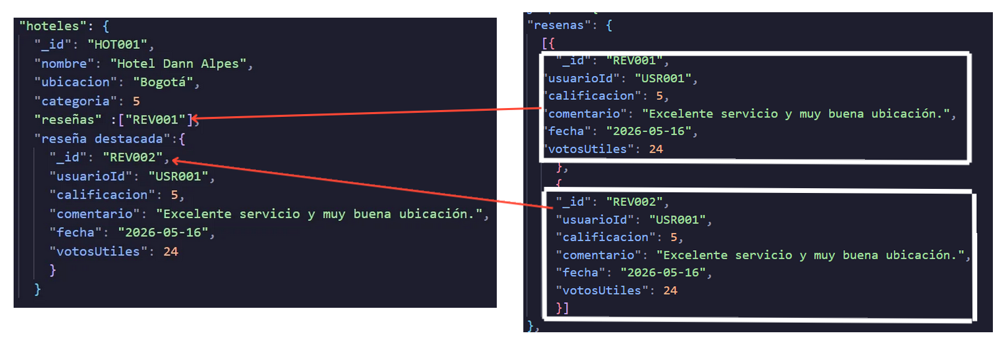 "hoteles": {
"_id": "HOT001",
"nombre": "Hotel Dann Alpes",
"ubicacion": "Bogotá",
"categoria": 5
"reseñas" :["REV001"],
"reseña destacada":{
"_id": "REV002",
"usuarioId": "USR001",
"calificacion": 5,
"comentario": "Excelente servicio y muy buena ubicación.",
"fecha": "2026-05-16",
"votosUtiles": 24
}
}
"resenas": {
[{
"_id": "REV001",
"usuarioId": "USR001",
"calificacion": 5,
"comentario": "Excelente servicio y muy buena ubicación.",
"fecha": "2026-05-16",
"votosUtiles": 24
},
{
"_id": "REV002",
"usuarioId": "USR001",
"calificacion": 5,
"comentario": "Excelente servicio y muy buena ubicación.",
"fecha": "2026-05-16",
"votosUtiles": 24
}]
},